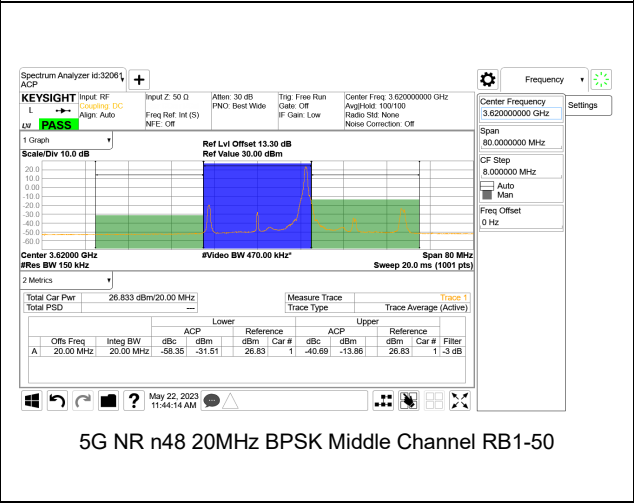 Spectrum Analyzer id:32061
ACP
Frequency
KEYSIGHT
L
LXI
PASS
Input: RF
Coupling: DC
Align: Auto
Input Z: 50 Ω
Freq Ref: Int (S)
NFE: Off
Atten: 30 dB
PNO: Best Wide
Trig: Free Run
Gate: Off
IF Gain: Low
Center Freq: 3.620000000 GHz
Avg|Hold: 100/100
Radio Std: None
Noise Correction: Off
Center Frequency
3.620000000 GHz
Settings
Span
80.0000000 MHz
CF Step
8.000000 MHz
Auto
Man
Freq Offset
0 Hz
1 Graph
Scale/Div 10.0 dB
Ref Lvl Offset 13.30 dB
Ref Value 30.00 dBm
20.0
10.0
0.00
-10.0
-20.0
-30.0
-40.0
-50.0
-60.0
Center 3.62000 GHz
#Video BW 470.00 kHz*
Span 80 MHz
#Res BW 150 kHz
Sweep 20.0 ms (1001 pts)
2 Metrics
Total Car Pwr 26.833 dBm/20.00 MHz
Total PSD ---
Measure Trace Trace 1
Trace Type Trace Average (Active)
Lower Upper
ACP Reference ACP Reference
Offs Freq Integ BW dBc dBm dBm Car # dBc dBm dBm Car # Filter
A 20.00 MHz 20.00 MHz -58.35 -31.51 26.83 1 -40.69 -13.86 26.83 1 -3 dB
May 22, 2023
11:44:14 AM
5G NR n48 20MHz BPSK Middle Channel RB1-50